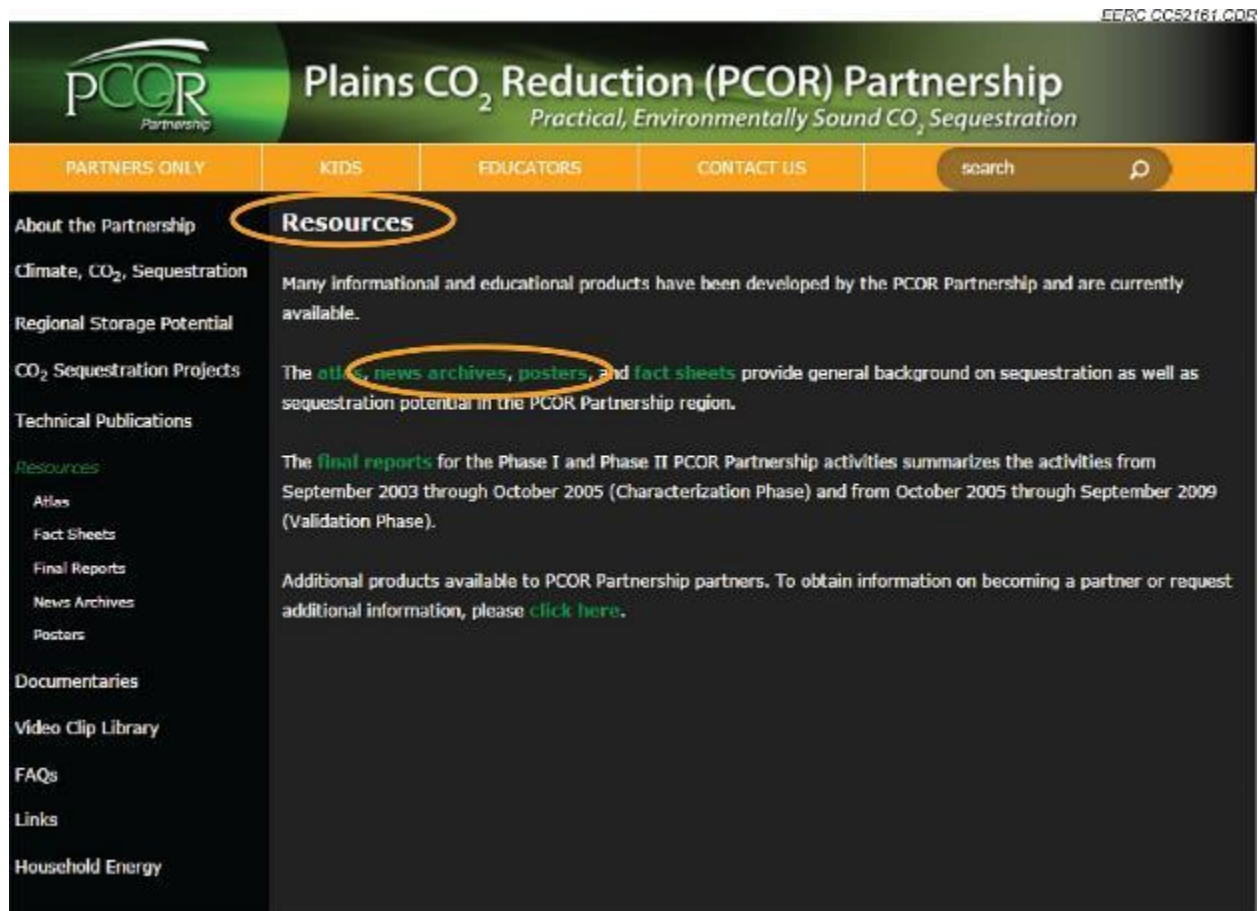 EERC CC52161.CDR
PCOR
Partnership
Plains CO₂ Reduction (PCOR) Partnership
Practical, Environmentally Sound CO₂ Sequestration
PARTNERS ONLY
KIDS
EDUCATORS
CONTACT US
search
About the Partnership
Climate, CO₂, Sequestration
Regional Storage Potential
CO₂ Sequestration Projects
Technical Publications
Resources
Atlas
Fact Sheets
Final Reports
News Archives
Posters
Documentaries
Video Clip Library
FAQs
Links
Household Energy
Resources
Many informational and educational products have been developed by the PCOR Partnership and are currently
available.
The atlas, news archives, posters, and fact sheets provide general background on sequestration as well as
sequestration potential in the PCOR Partnership region.
The final reports for the Phase I and Phase II PCOR Partnership activities summarizes the activities from
September 2003 through October 2005 (Characterization Phase) and from October 2005 through September 2009
(Validation Phase).
Additional products available to PCOR Partnership partners. To obtain information on becoming a partner or request
additional information, please click here.